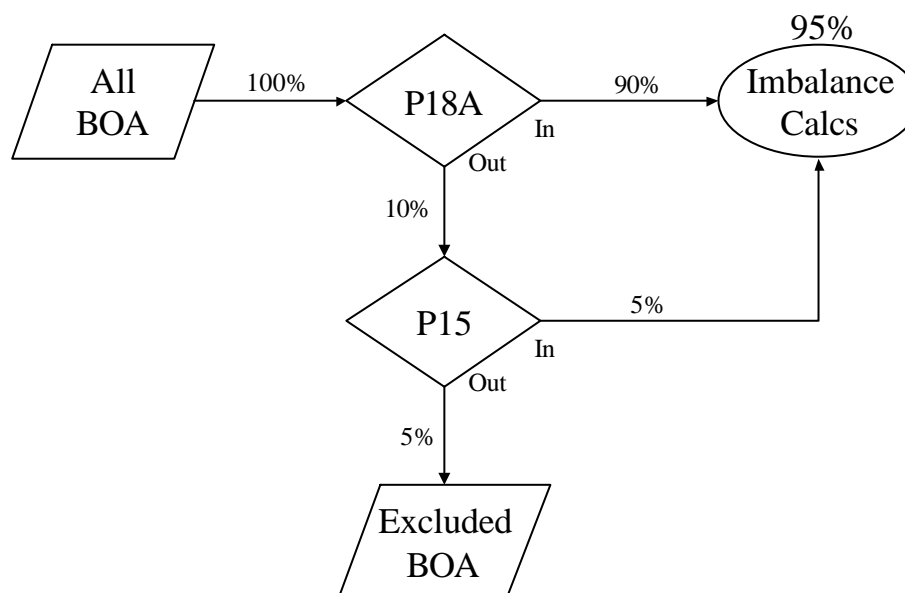 95%
All
BOA
100%
P18A
90%
Imbalance
Calcs
In
Out
10%
P15
5%
In
Out
5%
Excluded
BOA